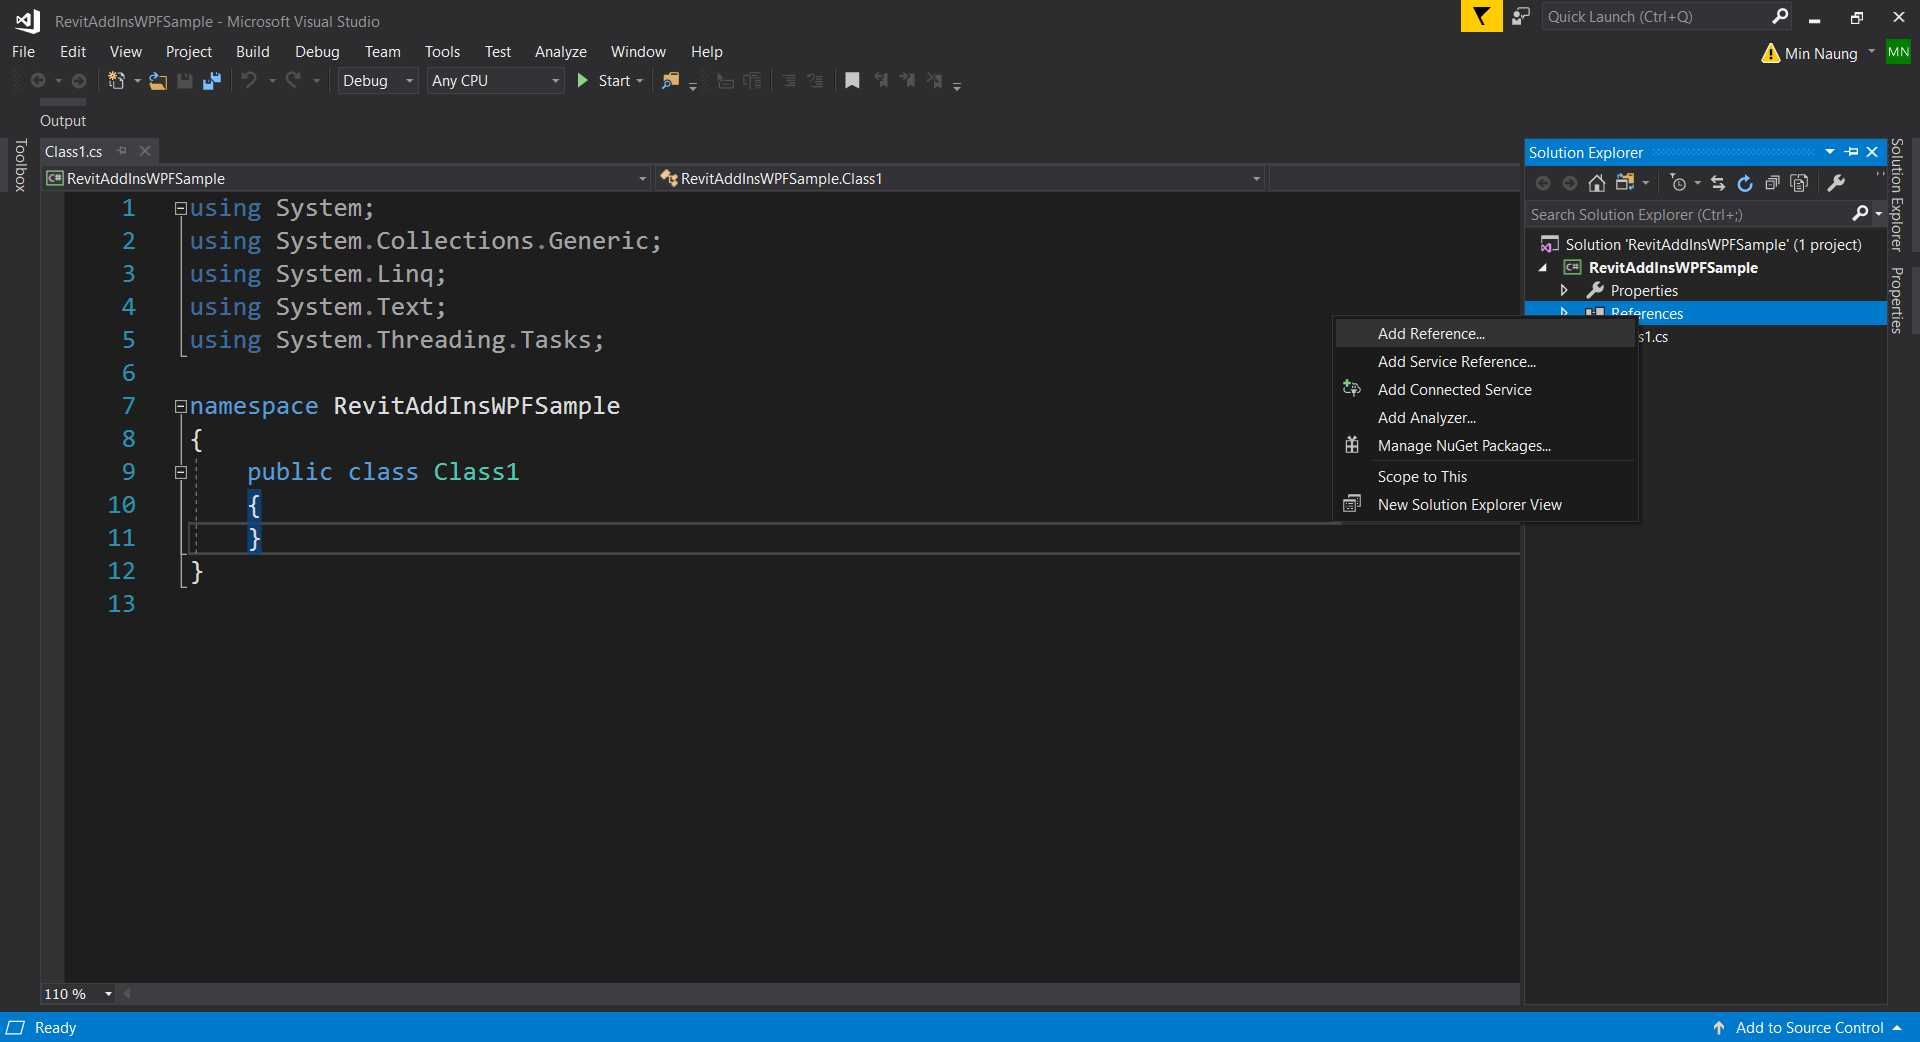 RevitAddInsWPFSample - Microsoft Visual Studio
Quick Launch (Ctrl+Q)
File Edit View Project Build Debug Team Tools Test Analyze Window Help
Min Naung MN
Debug Any CPU Start
Output
Toolbox
Class1.cs
RevitAddInsWPFSample RevitAddInsWPFSample.Class1
1 using System;
2 using System.Collections.Generic;
3 using System.Linq;
4 using System.Text;
5 using System.Threading.Tasks;
6
7 namespace RevitAddInsWPFSample
8 {
9 public class Class1
10 {
11 }
12 }
13
110 %
Solution Explorer
Search Solution Explorer (Ctrl+;)
Solution 'RevitAddInsWPFSample' (1 project)
C# RevitAddInsWPFSample
Properties
References
s1.cs
Add Reference...
Add Service Reference...
Add Connected Service
Add Analyzer...
Manage NuGet Packages...
Scope to This
New Solution Explorer View
Solution Explorer
Properties
Ready
Add to Source Control